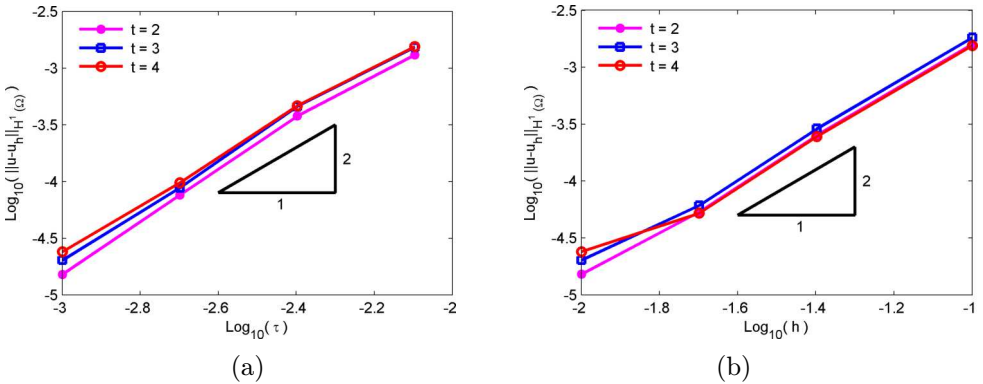 t = 2
t = 3
t = 4
Log10( ||u-uh||H1(Ω))
-2.5
-3
-3.5
-4
-4.5
-5
2
1
-3 -2.8 -2.6 -2.4 -2.2 -2
Log10( τ )
(a)
t = 2
t = 3
t = 4
Log10( ||u-uh||H1(Ω))
-2.5
-3
-3.5
-4
-4.5
-5
2
1
-2 -1.8 -1.6 -1.4 -1.2 -1
Log10( h )
(b)